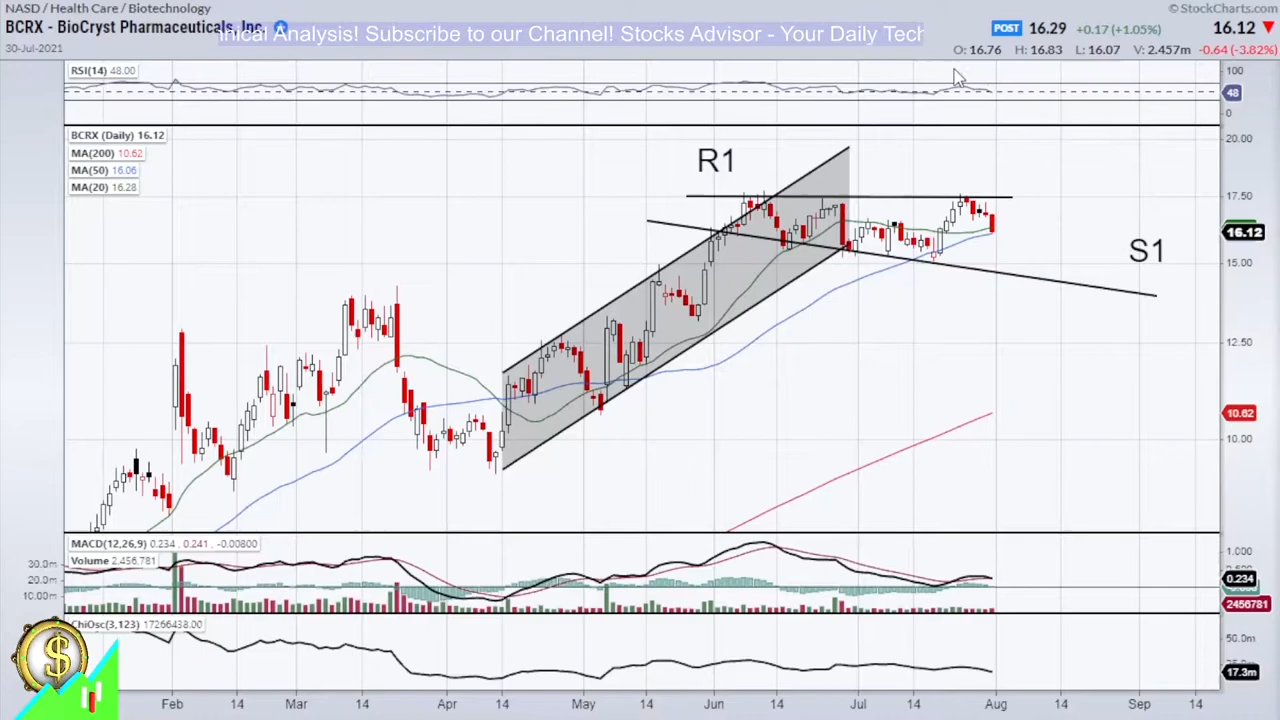 NASD / Health Care / Biotechnology
© StockCharts.com
BCRX - BioCryst Pharmaceuticals, Inc.
Analysis! Subscribe to our Channel! Stocks Advisor - Your Daily Tech
POST 16.29 +0.17 (+1.05%) 16.12
30-Jul-2021
O: 16.76 H: 16.83 L: 16.07 V: 2.457m -0.64 (-3.82%)
RSI(14) 48.00
100
48
0
BCRX (Daily) 16.12
MA(200) 10.62
MA(50) 16.06
MA(20) 16.28
R1
S1
20.00
17.50
16.12
15.00
12.50
10.62
10.00
MACD(12,26,9) 0.234 , 0.241 , -0.00800
Volume 2,456,781
30.0m
20.0m
10.00m
1.000
0.234
2456781
ChiOsc(3,123) 17266438.00
50.0m
17.3m
$
Feb 14 Mar 14 Apr 14 May 14 Jun 14 Jul 14 Aug 14 Sep 14